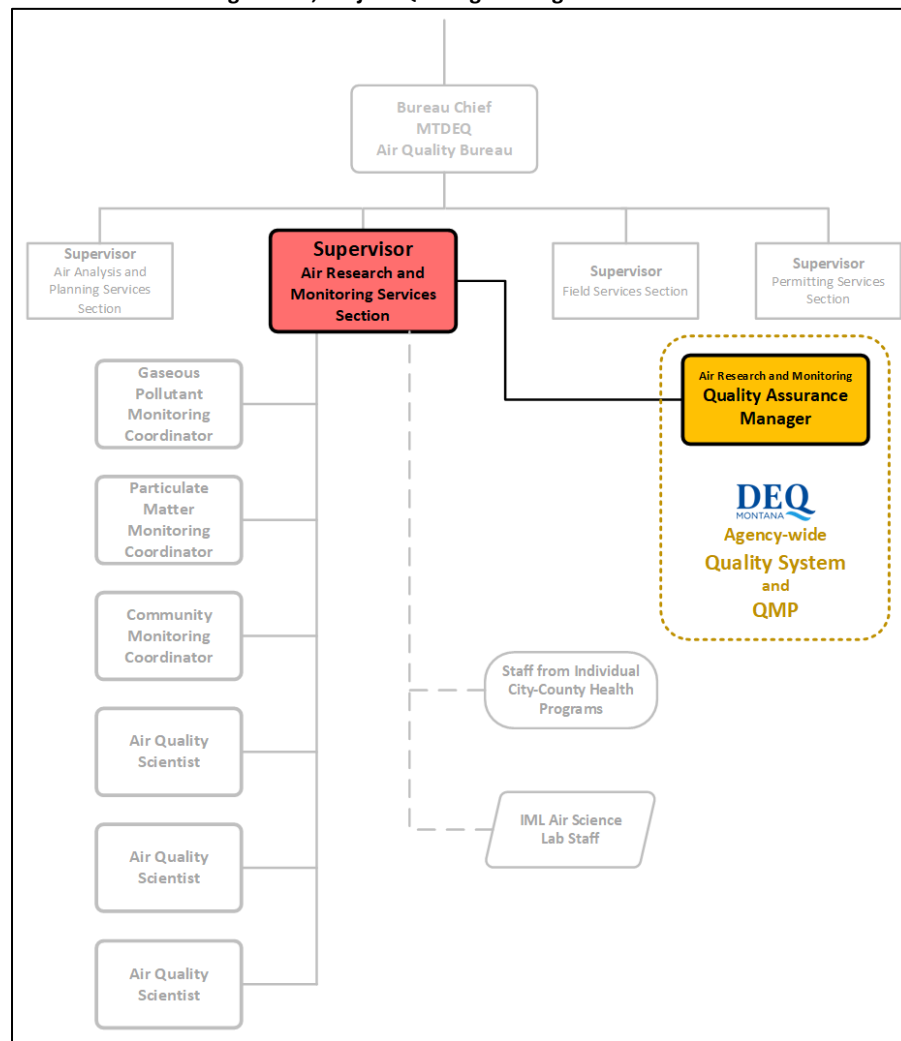 Bureau Chief
MTDEQ
Air Quality Bureau
Supervisor
Air Analysis and
Planning Services
Section
Supervisor
Air Research and
Monitoring Services
Section
Supervisor
Field Services Section
Supervisor
Permitting Services
Section
Gaseous
Pollutant
Monitoring
Coordinator
Air Research and Monitoring
Quality Assurance
Manager
Particulate
Matter
Monitoring
Coordinator
DEQ
MONTANA
Agency-wide
Quality System
and
QMP
Community
Monitoring
Coordinator
Staff from Individual
City-County Health
Programs
Air Quality
Scientist
IML Air Science
Lab Staff
Air Quality
Scientist
Air Quality
Scientist